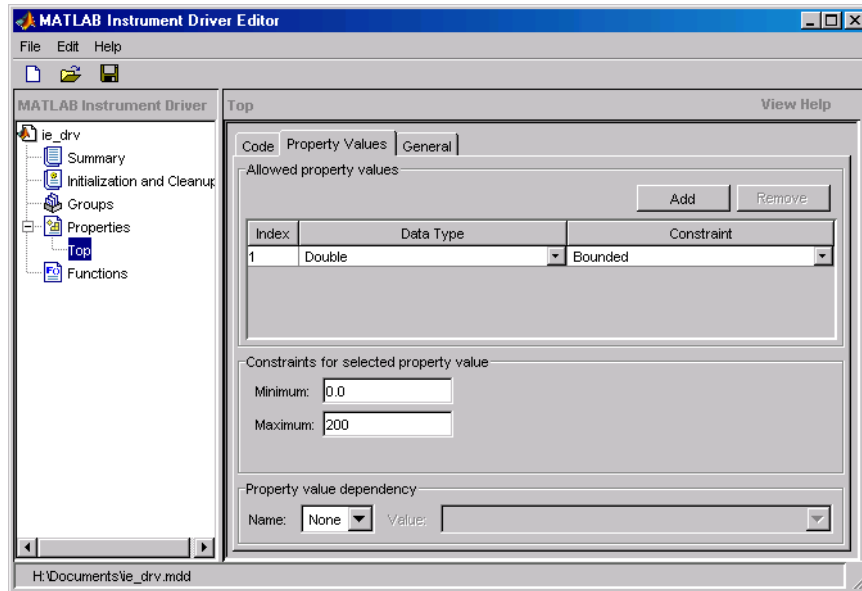 MATLAB Instrument Driver Editor
File Edit Help
MATLAB Instrument Driver
Top
View Help
ie_drv
Summary
Initialization and Cleanup
Groups
Properties
Top
Functions
Code Property Values General
Allowed property values
Add Remove
Index Data Type Constraint
1 Double Bounded
Constraints for selected property value
Minimum: 0.0
Maximum: 200
Property value dependency
Name: None Value:
H:\Documents\ie_drv.mdd